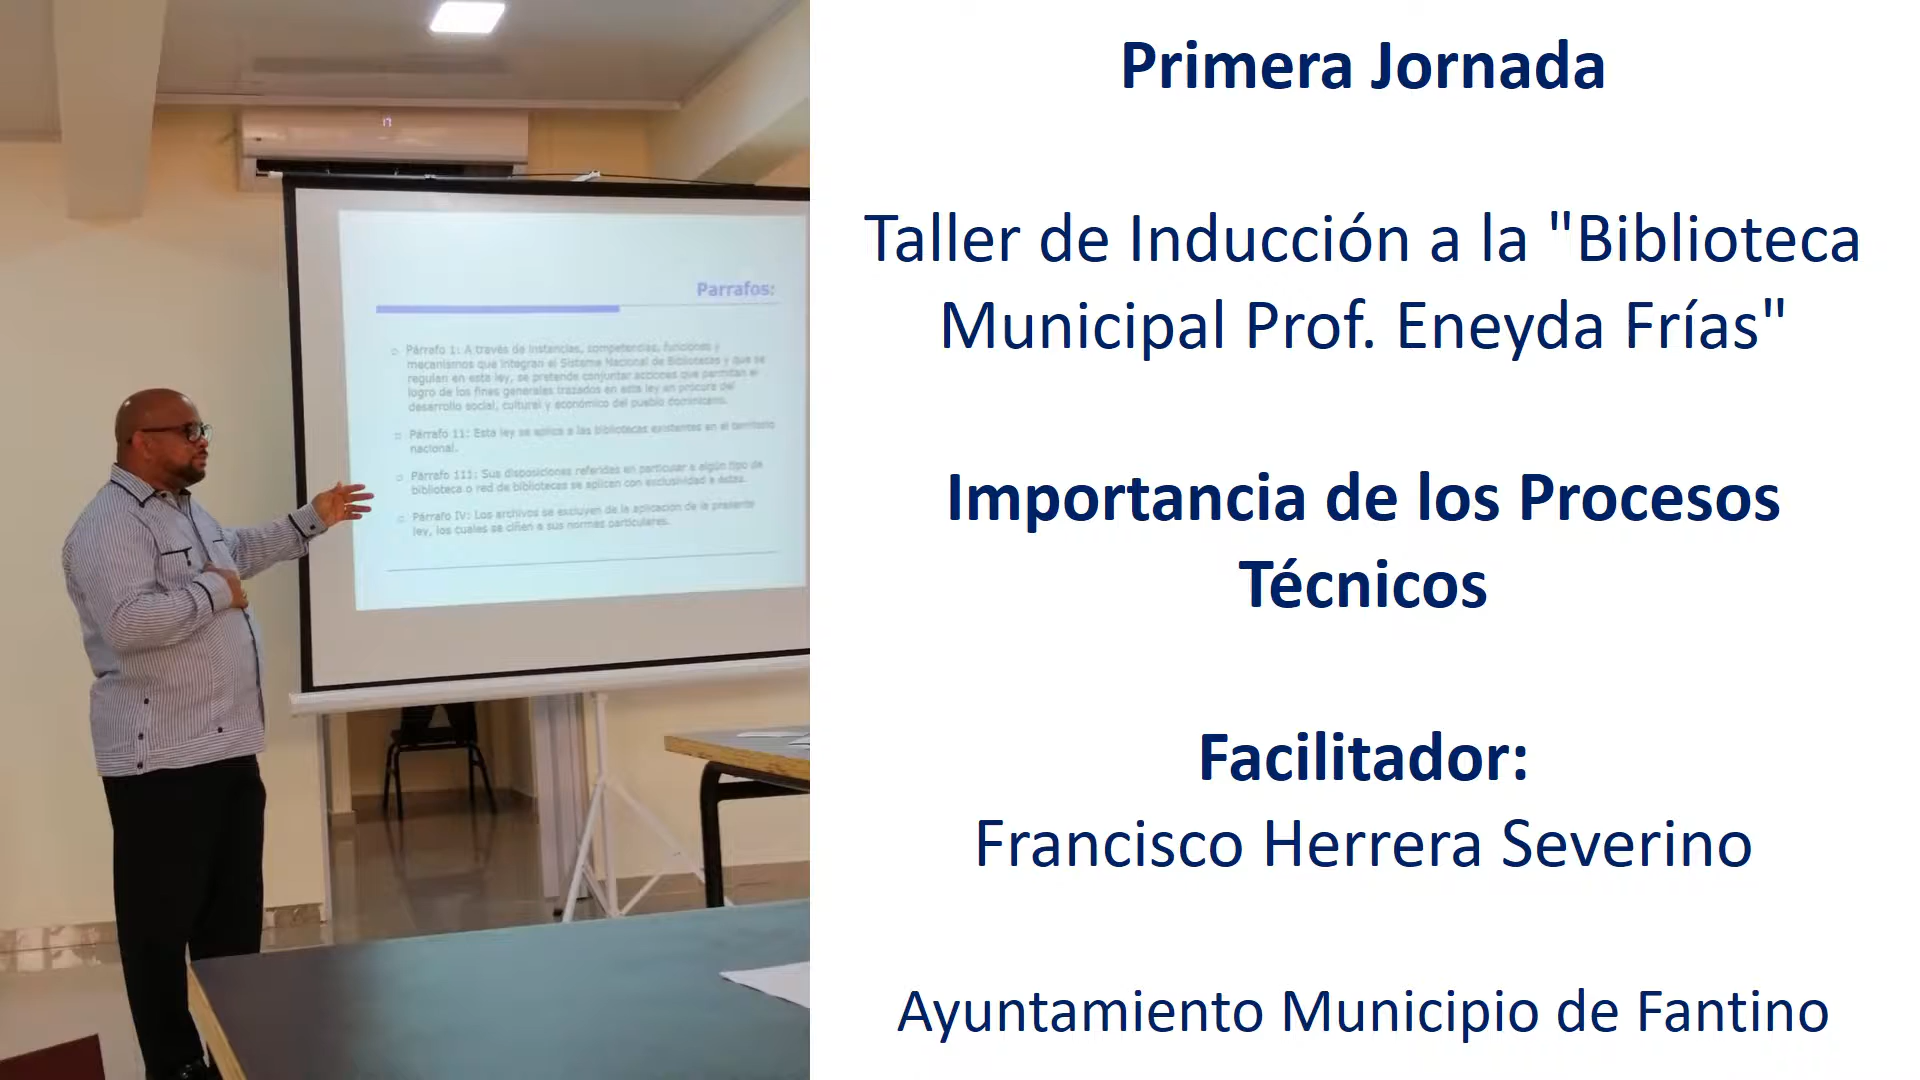 Parrafos:
Párrafo 1: A través de instancias, competencias, funciones y
mecanismos que integran el Sistema Nacional de Bibliotecas y que se
regulan en esta ley, se pretende conjuntar acciones que permitan el
logro de los fines generales trazados en esta ley en procura del
desarrollo social, cultural y económico del pueblo dominicano.
Párrafo 11: Esta ley se aplica a las bibliotecas existentes en el territorio
nacional.
Párrafo 111: Sus disposiciones referidas en particular a algún tipo de
biblioteca o red de bibliotecas se aplican con exclusividad a éstas.
Párrafo IV: Los archivos se excluyen de la aplicación de la presente
ley, los cuales se ciñen a sus normas particulares.
Primera Jornada
Taller de Inducción a la "Biblioteca
Municipal Prof. Eneyda Frías"
Importancia de los Procesos
Técnicos
Facilitador:
Francisco Herrera Severino
Ayuntamiento Municipio de Fantino